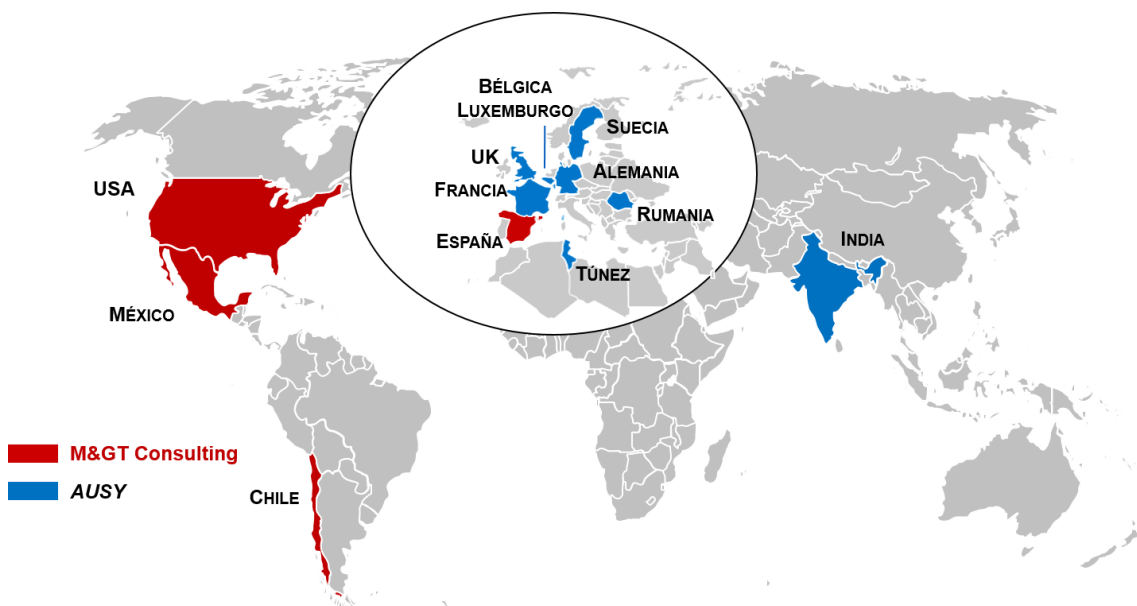 BÉLGICA
LUXEMBURGO
SUECIA
UK
ALEMANIA
USA
FRANCIA
RUMANIA
ESPAÑA
INDIA
TÚNEZ
MÉXICO
M&GT Consulting
AUSY
CHILE